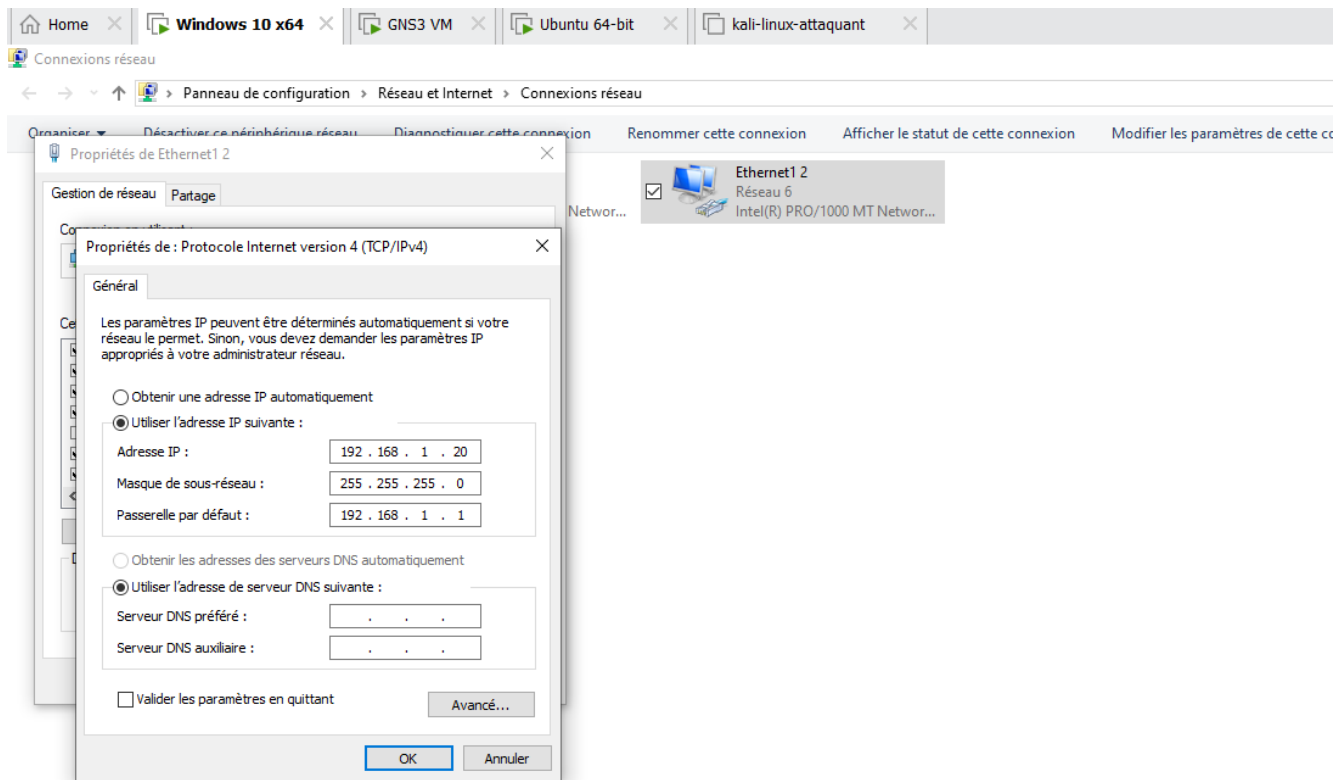 Home
Windows 10 x64
GNS3 VM
Ubuntu 64-bit
kali-linux-attaquant
Connexions réseau
Panneau de configuration > Réseau et Internet > Connexions réseau
Organiser Désactiver ce périphérique réseau Diagnostiquer cette connexion Renommer cette connexion Afficher le statut de cette connexion Modifier les paramètres de cette co
Propriétés de Ethernet1 2
Gestion de réseau Partage
Networ...
Ethernet1 2
Réseau 6
Intel(R) PRO/1000 MT Networ...
Propriétés de : Protocole Internet version 4 (TCP/IPv4)
Général
Les paramètres IP peuvent être déterminés automatiquement si votre
réseau le permet. Sinon, vous devez demander les paramètres IP
appropriés à votre administrateur réseau.
Obtenir une adresse IP automatiquement
Utiliser l'adresse IP suivante :
Adresse IP : 192 . 168 . 1 . 20
Masque de sous-réseau : 255 . 255 . 255 . 0
Passerelle par défaut : 192 . 168 . 1 . 1
Obtenir les adresses des serveurs DNS automatiquement
Utiliser l'adresse de serveur DNS suivante :
Serveur DNS préféré : . . .
Serveur DNS auxiliaire : . . .
Valider les paramètres en quittant
Avancé...
OK Annuler